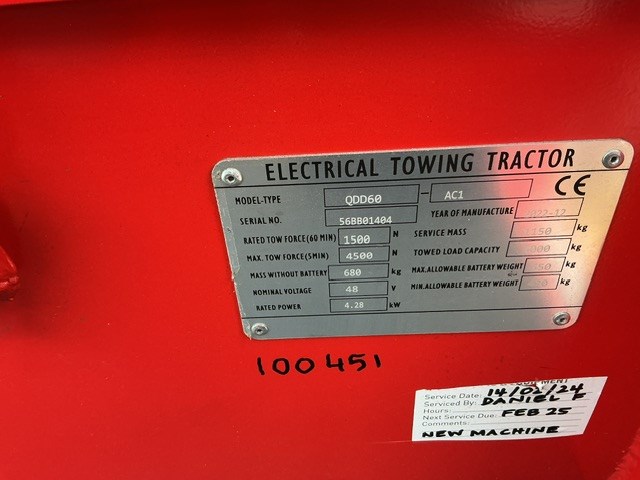 ELECTRICAL TOWING TRACTOR
CE
MODEL-TYPE QDD60 - AC1
SERIAL NO. 56BB01404 YEAR OF MANUFACTURE
RATED TOW FORCE(60 MIN) 1500 N SERVICE MASS kg
MAX. TOW FORCE(5MIN) 4500 N TOWED LOAD CAPACITY kg
MASS WITHOUT BATTERY 680 kg MAX.ALLOWABLE BATTERY WEIGHT kg
NOMINAL VOLTAGE 48 V MIN.ALLOWABLE BATTERY WEIGHT kg
RATED POWER 4.28 kW
100451
Service Date: 14/02/24
Serviced By: DANIEL F
Hours:
Next Service Due: FEB 25
Comments:
NEW MACHINE